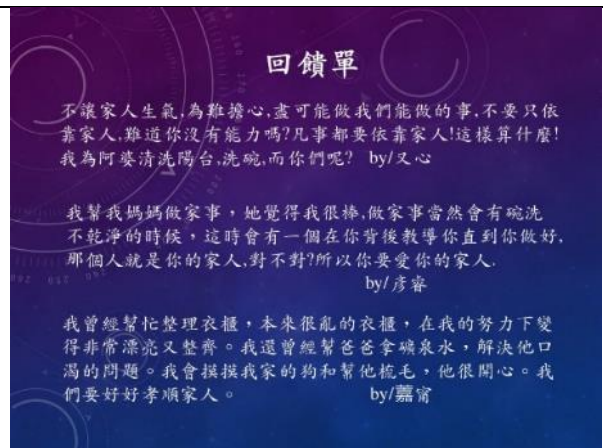 回饋單
不讓家人生氣,為難擔心,盡可能做我們能做的事,不要只依
靠家人,難道你沒有能力嗎?凡事都要依靠家人!這樣算什麼!
我為阿婆清洗陽台,洗碗,而你們呢? by/又心
我幫我媽媽做家事,她覺得我很棒,做家事當然會有碗洗
不乾淨的時候,這時會有一個在你背後教導你直到你做好,
那個人就是你的家人,對不對?所以你要愛你的家人.
by/彥睿
我曾經幫忙整理衣櫃,本來很亂的衣櫃,在我的努力下變
得非常漂亮又整齊。我還曾經幫爸爸拿礦泉水,解決他口
渴的問題。我會摸摸我家的狗和幫他梳毛,他很開心。我
們要好好孝順家人。 by/嘉甯